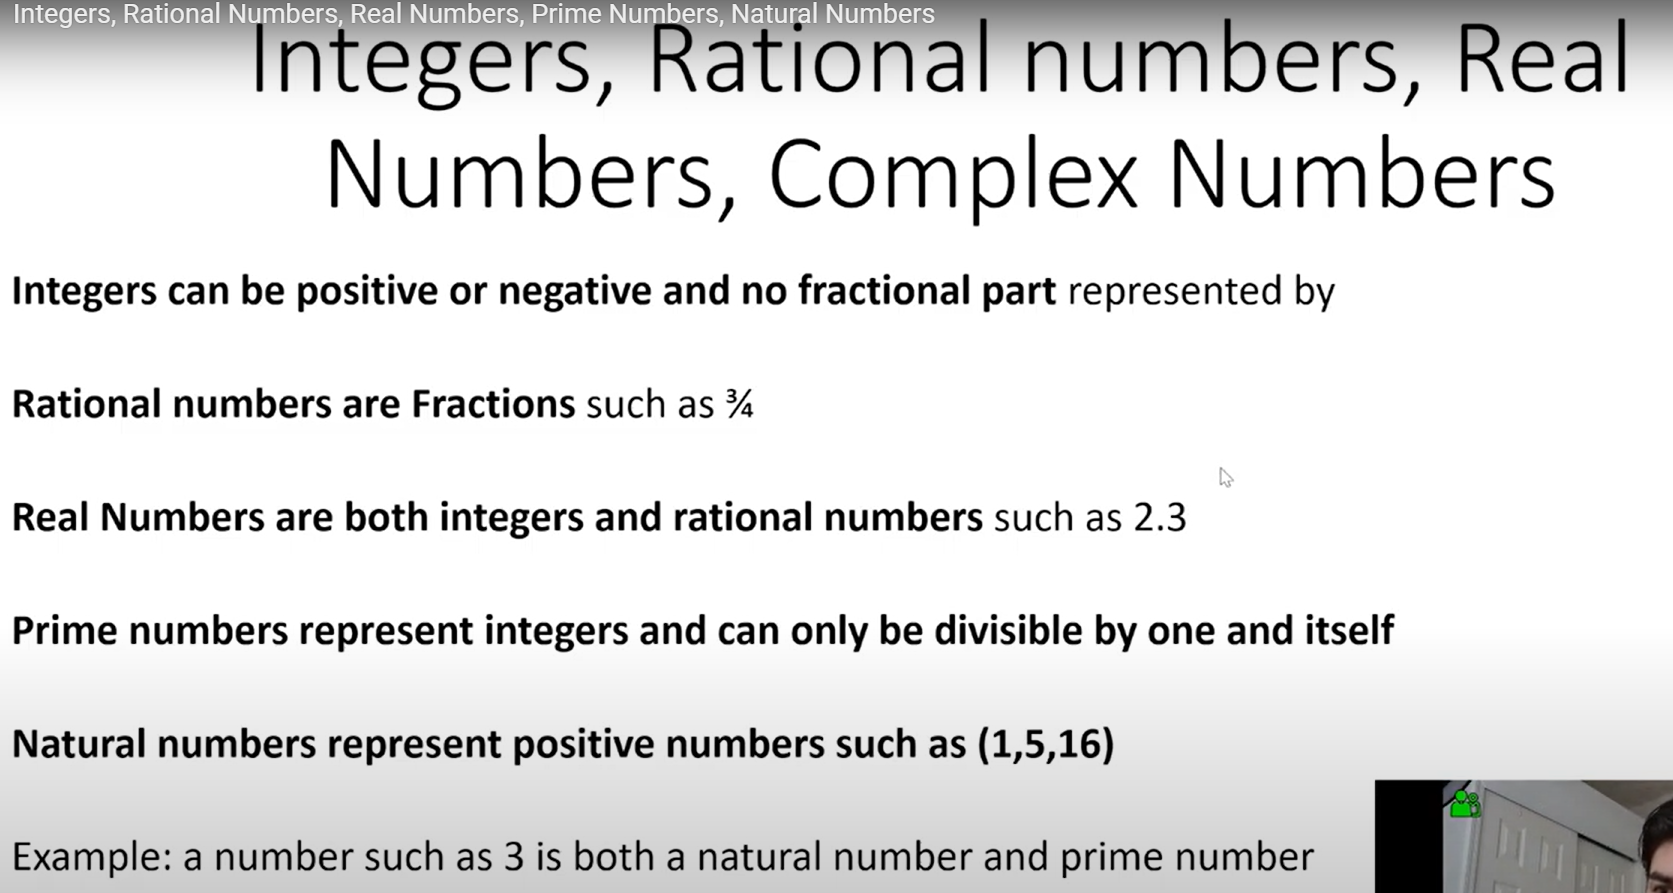 Integers, Rational Numbers, Real Numbers, Prime Numbers, Natural Numbers
Integers, Rational numbers, Real
Numbers, Complex Numbers
Integers can be positive or negative and no fractional part represented by
Rational numbers are Fractions such as ¾
Real Numbers are both integers and rational numbers such as 2.3
Prime numbers represent integers and can only be divisible by one and itself
Natural numbers represent positive numbers such as (1,5,16)
Example: a number such as 3 is both a natural number and prime number